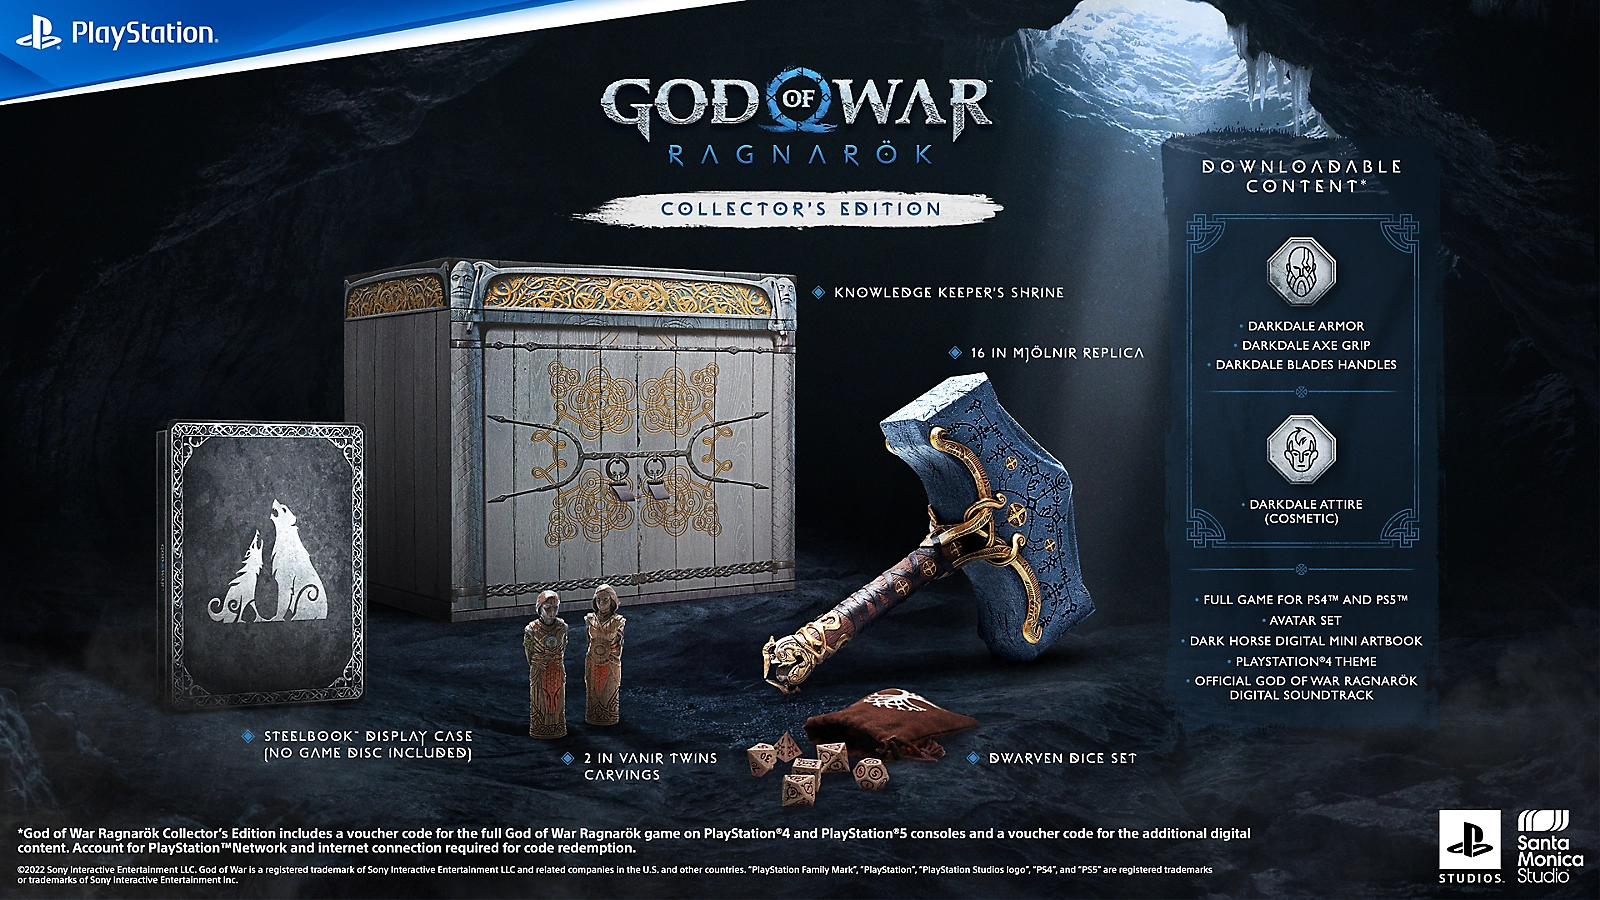 PlayStation®
GOD OF WAR™
RAGNARÖK
COLLECTOR'S EDITION
KNOWLEDGE KEEPER'S SHRINE
16 IN MJÖLNIR REPLICA
STEELBOOK™ DISPLAY CASE
(NO GAME DISC INCLUDED)
2 IN VANIR TWINS
CARVINGS
DWARVEN DICE SET
DOWNLOADABLE
CONTENT*
• DARKDALE ARMOR
• DARKDALE AXE GRIP
• DARKDALE BLADES HANDLES
• DARKDALE ATTIRE
(COSMETIC)
• FULL GAME FOR PS4™ AND PS5™
• AVATAR SET
• DARK HORSE DIGITAL MINI ARTBOOK
• PLAYSTATION®4 THEME
• OFFICIAL GOD OF WAR RAGNARÖK
DIGITAL SOUNDTRACK
*God of War Ragnarök Collector's Edition includes a voucher code for the full God of War Ragnarök game on PlayStation®4 and PlayStation®5 consoles and a voucher code for the additional digital
content. Account for PlayStation™Network and internet connection required for code redemption.
©2022 Sony Interactive Entertainment LLC. God of War is a registered trademark of Sony Interactive Entertainment LLC and related companies in the U.S. and other countries. "PlayStation Family Mark", "PlayStation", "PlayStation Studios logo", "PS4", and "PS5" are registered trademarks
or trademarks of Sony Interactive Entertainment Inc.
STUDIOS
Santa
Monica
Studio